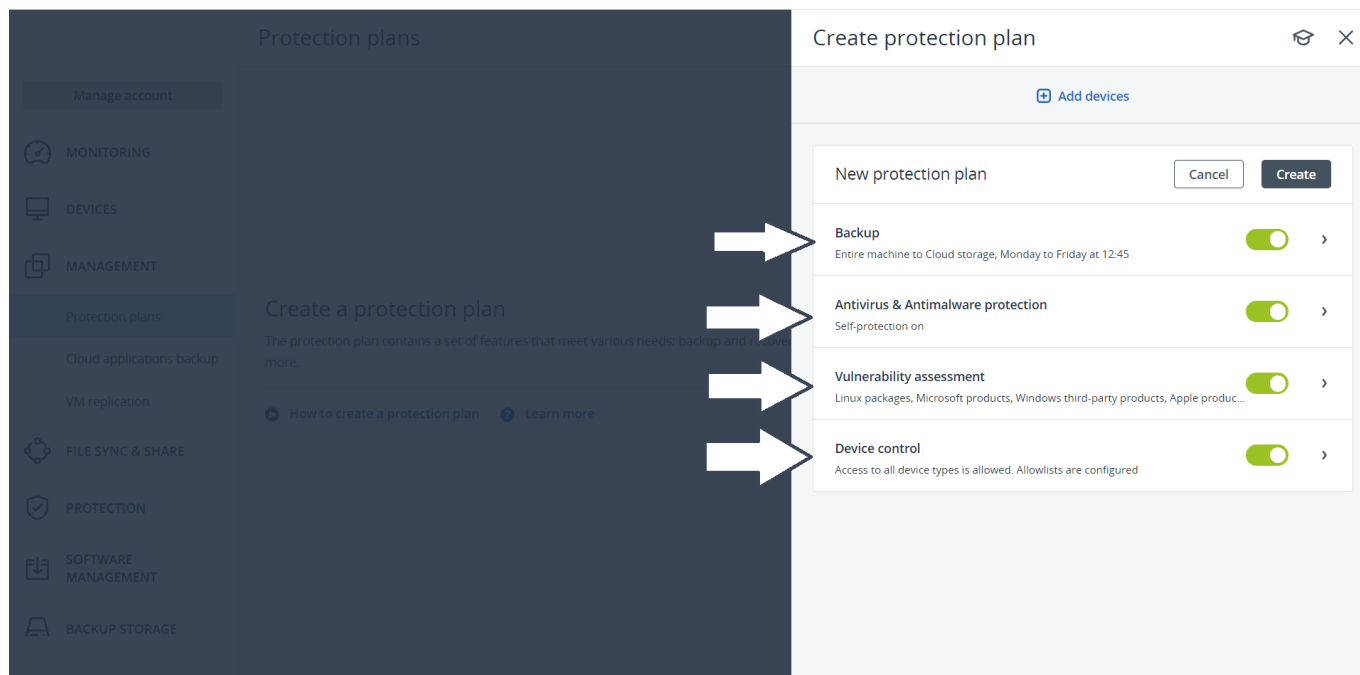 Protection plans
Create protection plan
Manage account
Add devices
MONITORING
DEVICES
MANAGEMENT
Protection plans
Cloud applications backup
VM replication
FILE SYNC & SHARE
PROTECTION
SOFTWARE
MANAGEMENT
BACKUP STORAGE
Create a protection plan
The protection plan contains a set of features that meet various needs: backup and recover
more.
How to create a protection plan
Learn more
New protection plan
Cancel
Create
Backup
Entire machine to Cloud storage, Monday to Friday at 12:45
Antivirus & Antimalware protection
Self-protection on
Vulnerability assessment
Linux packages, Microsoft products, Windows third-party products, Apple produc...
Device control
Access to all device types is allowed. Allowlists are configured